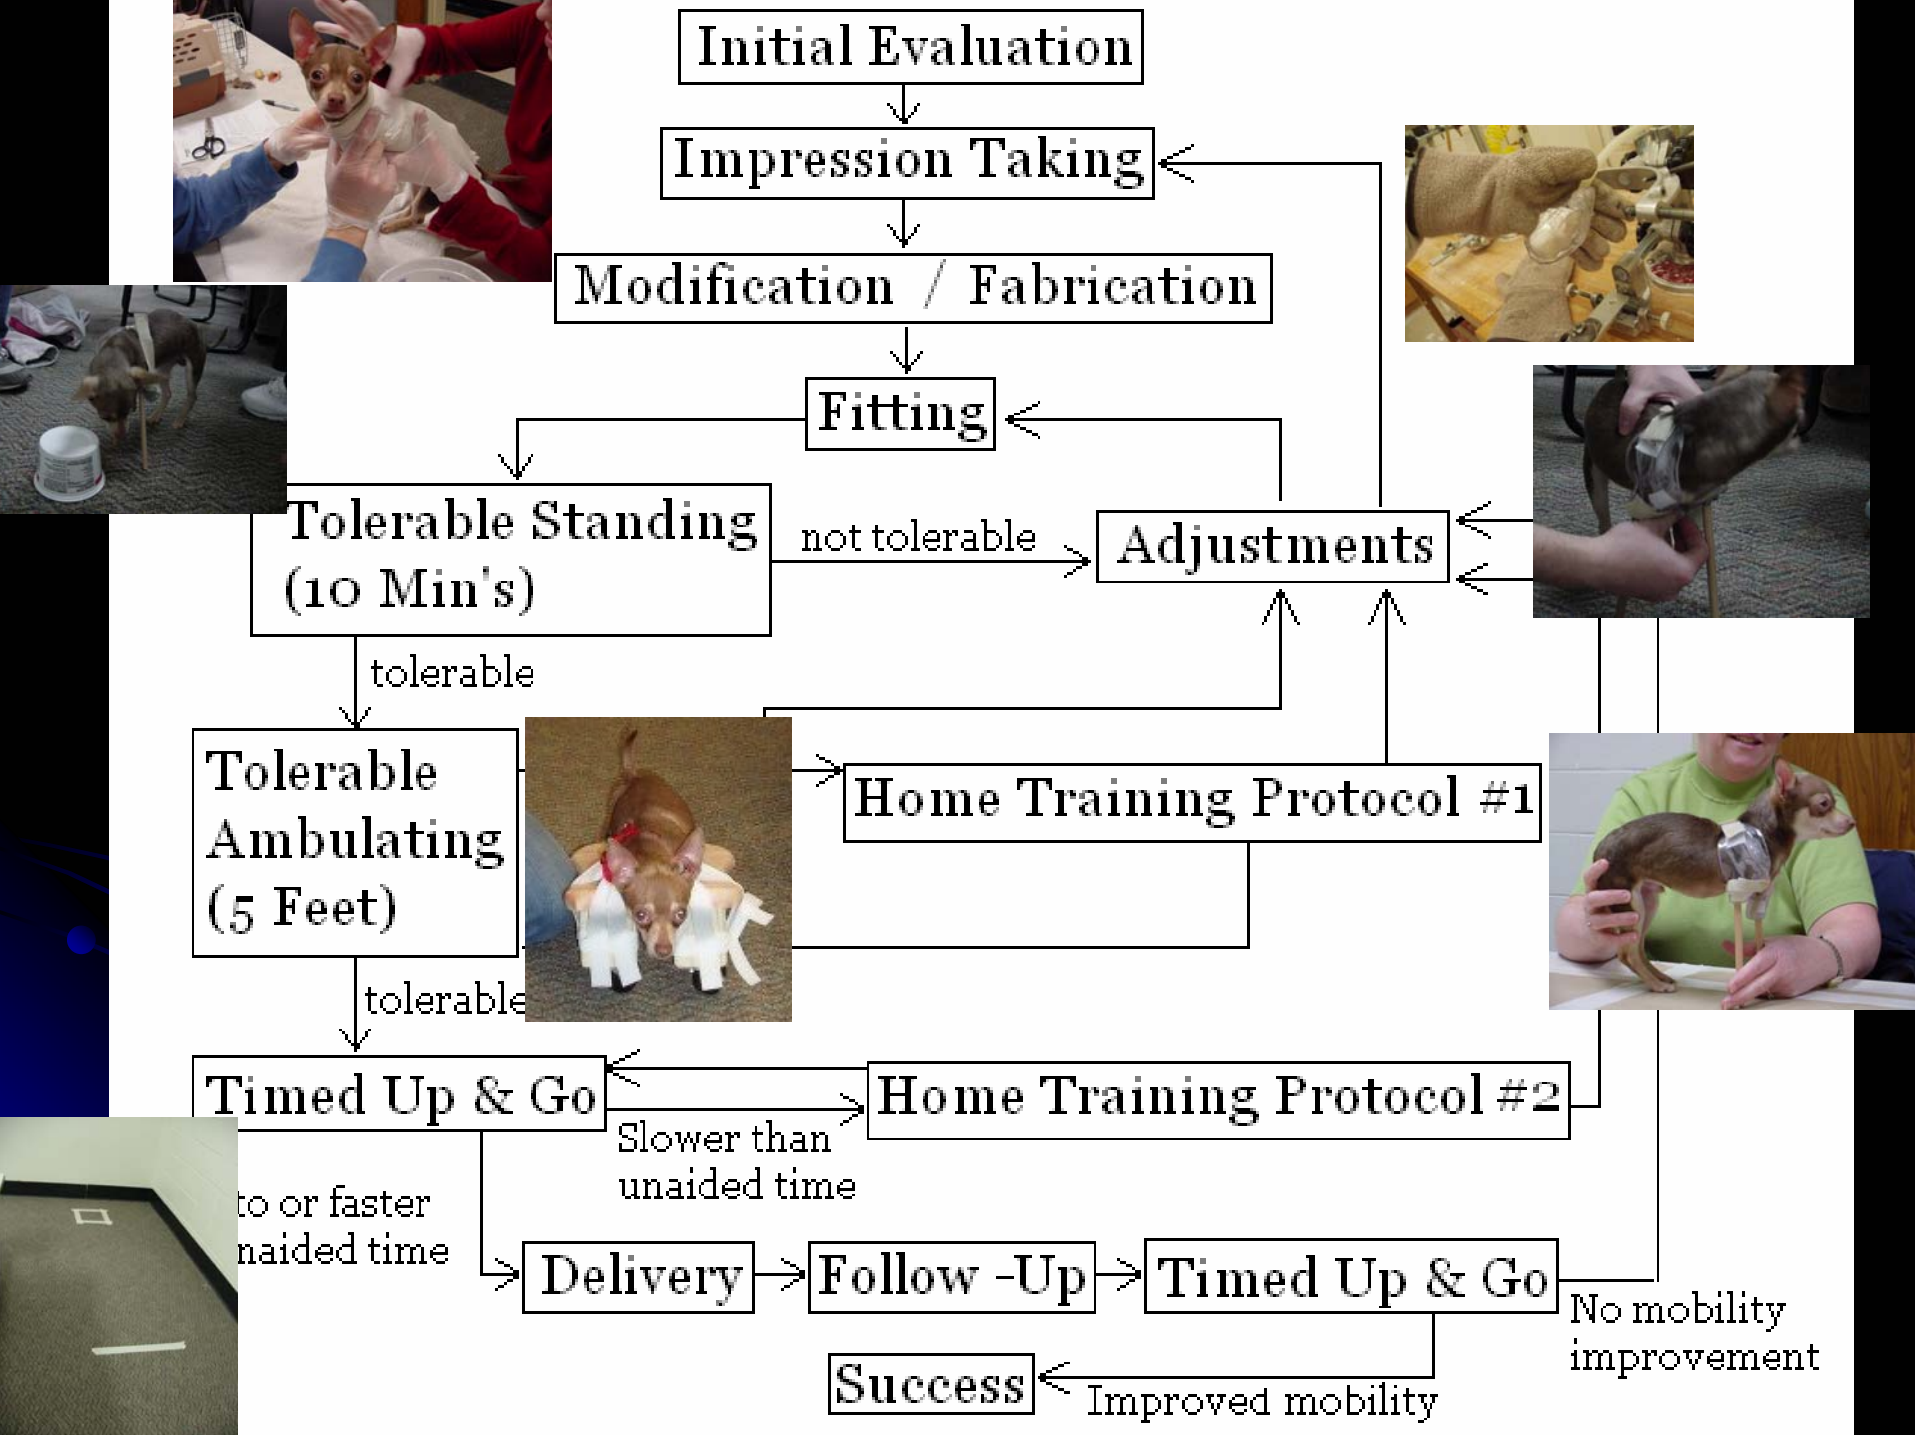 Initial Evaluation
Impression Taking
Modification / Fabrication
Fitting
Tolerable Standing
(10 Min's)
not tolerable
Adjustments
tolerable
Tolerable
Ambulating
(5 Feet)
Home Training Protocol #1
tolerable
Timed Up & Go
Home Training Protocol #2
Slower than
unaided time
to or faster
naided time
Delivery
Follow -Up
Timed Up & Go
No mobility
improvement
Success
Improved mobility